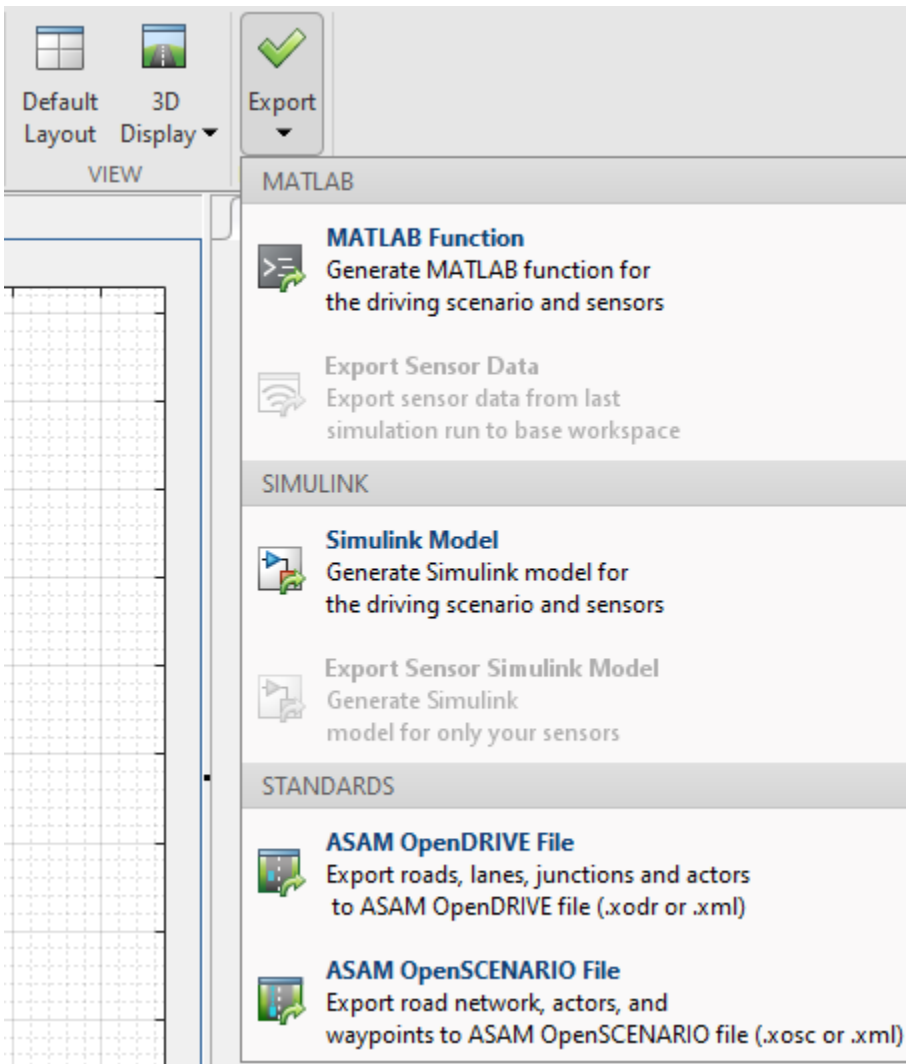 Default Layout
3D Display
Export
VIEW
MATLAB
MATLAB Function
Generate MATLAB function for
the driving scenario and sensors
Export Sensor Data
Export sensor data from last
simulation run to base workspace
SIMULINK
Simulink Model
Generate Simulink model for
the driving scenario and sensors
Export Sensor Simulink Model
Generate Simulink
model for only your sensors
STANDARDS
ASAM OpenDRIVE File
Export roads, lanes, junctions and actors
to ASAM OpenDRIVE file (.xodr or .xml)
ASAM OpenSCENARIO File
Export road network, actors, and
waypoints to ASAM OpenSCENARIO file (.xosc or .xml)